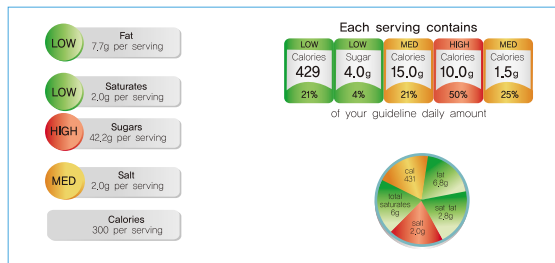 LOW
Fat
7.7g per serving
LOW
Saturates
2.0g per serving
HIGH
Sugars
42.2g per serving
MED
Salt
2.0g per serving
Calories
300 per serving
Each serving contains
LOW LOW MED HIGH MED
Calories Sugar Calories Calories Calories
429 4.0g 15.0g 10.0g 1.5g
21% 4% 21% 50% 25%
of your guideline daily amount
cal
431
fat
6.8g
total
saturates
6g
sat fat
2.8g
salt
2.0g